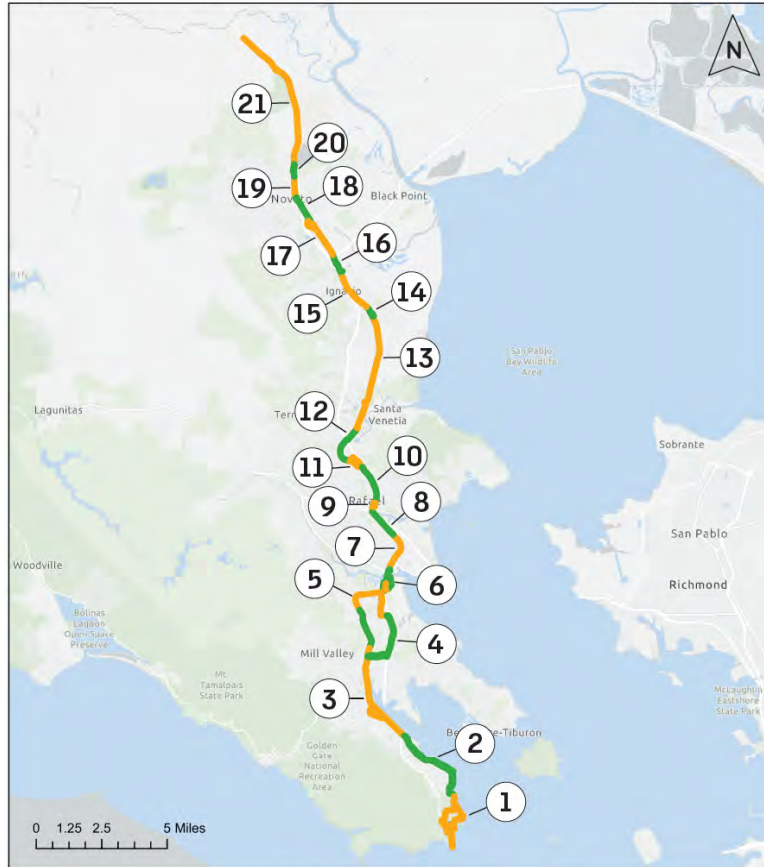 N
21
20
19
18
Black Point
17
16
Ignacio
15
14
13
San Pablo
Bay Wildlife
Area
Lagunitas
12
Santa
Venetia
Sobrante
11
10
Rafael
9
8
San Pablo
7
Woodville
Richmond
5
6
Bolinas
Lagoon
Open Space
Preserve
4
Mill Valley
Mt.
Tamalpais
State Park
McLaughlin
Eastshore
State Park
3
2
Golden
Gate
National
Recreation
Area
1
0 1.25 2.5 5 Miles